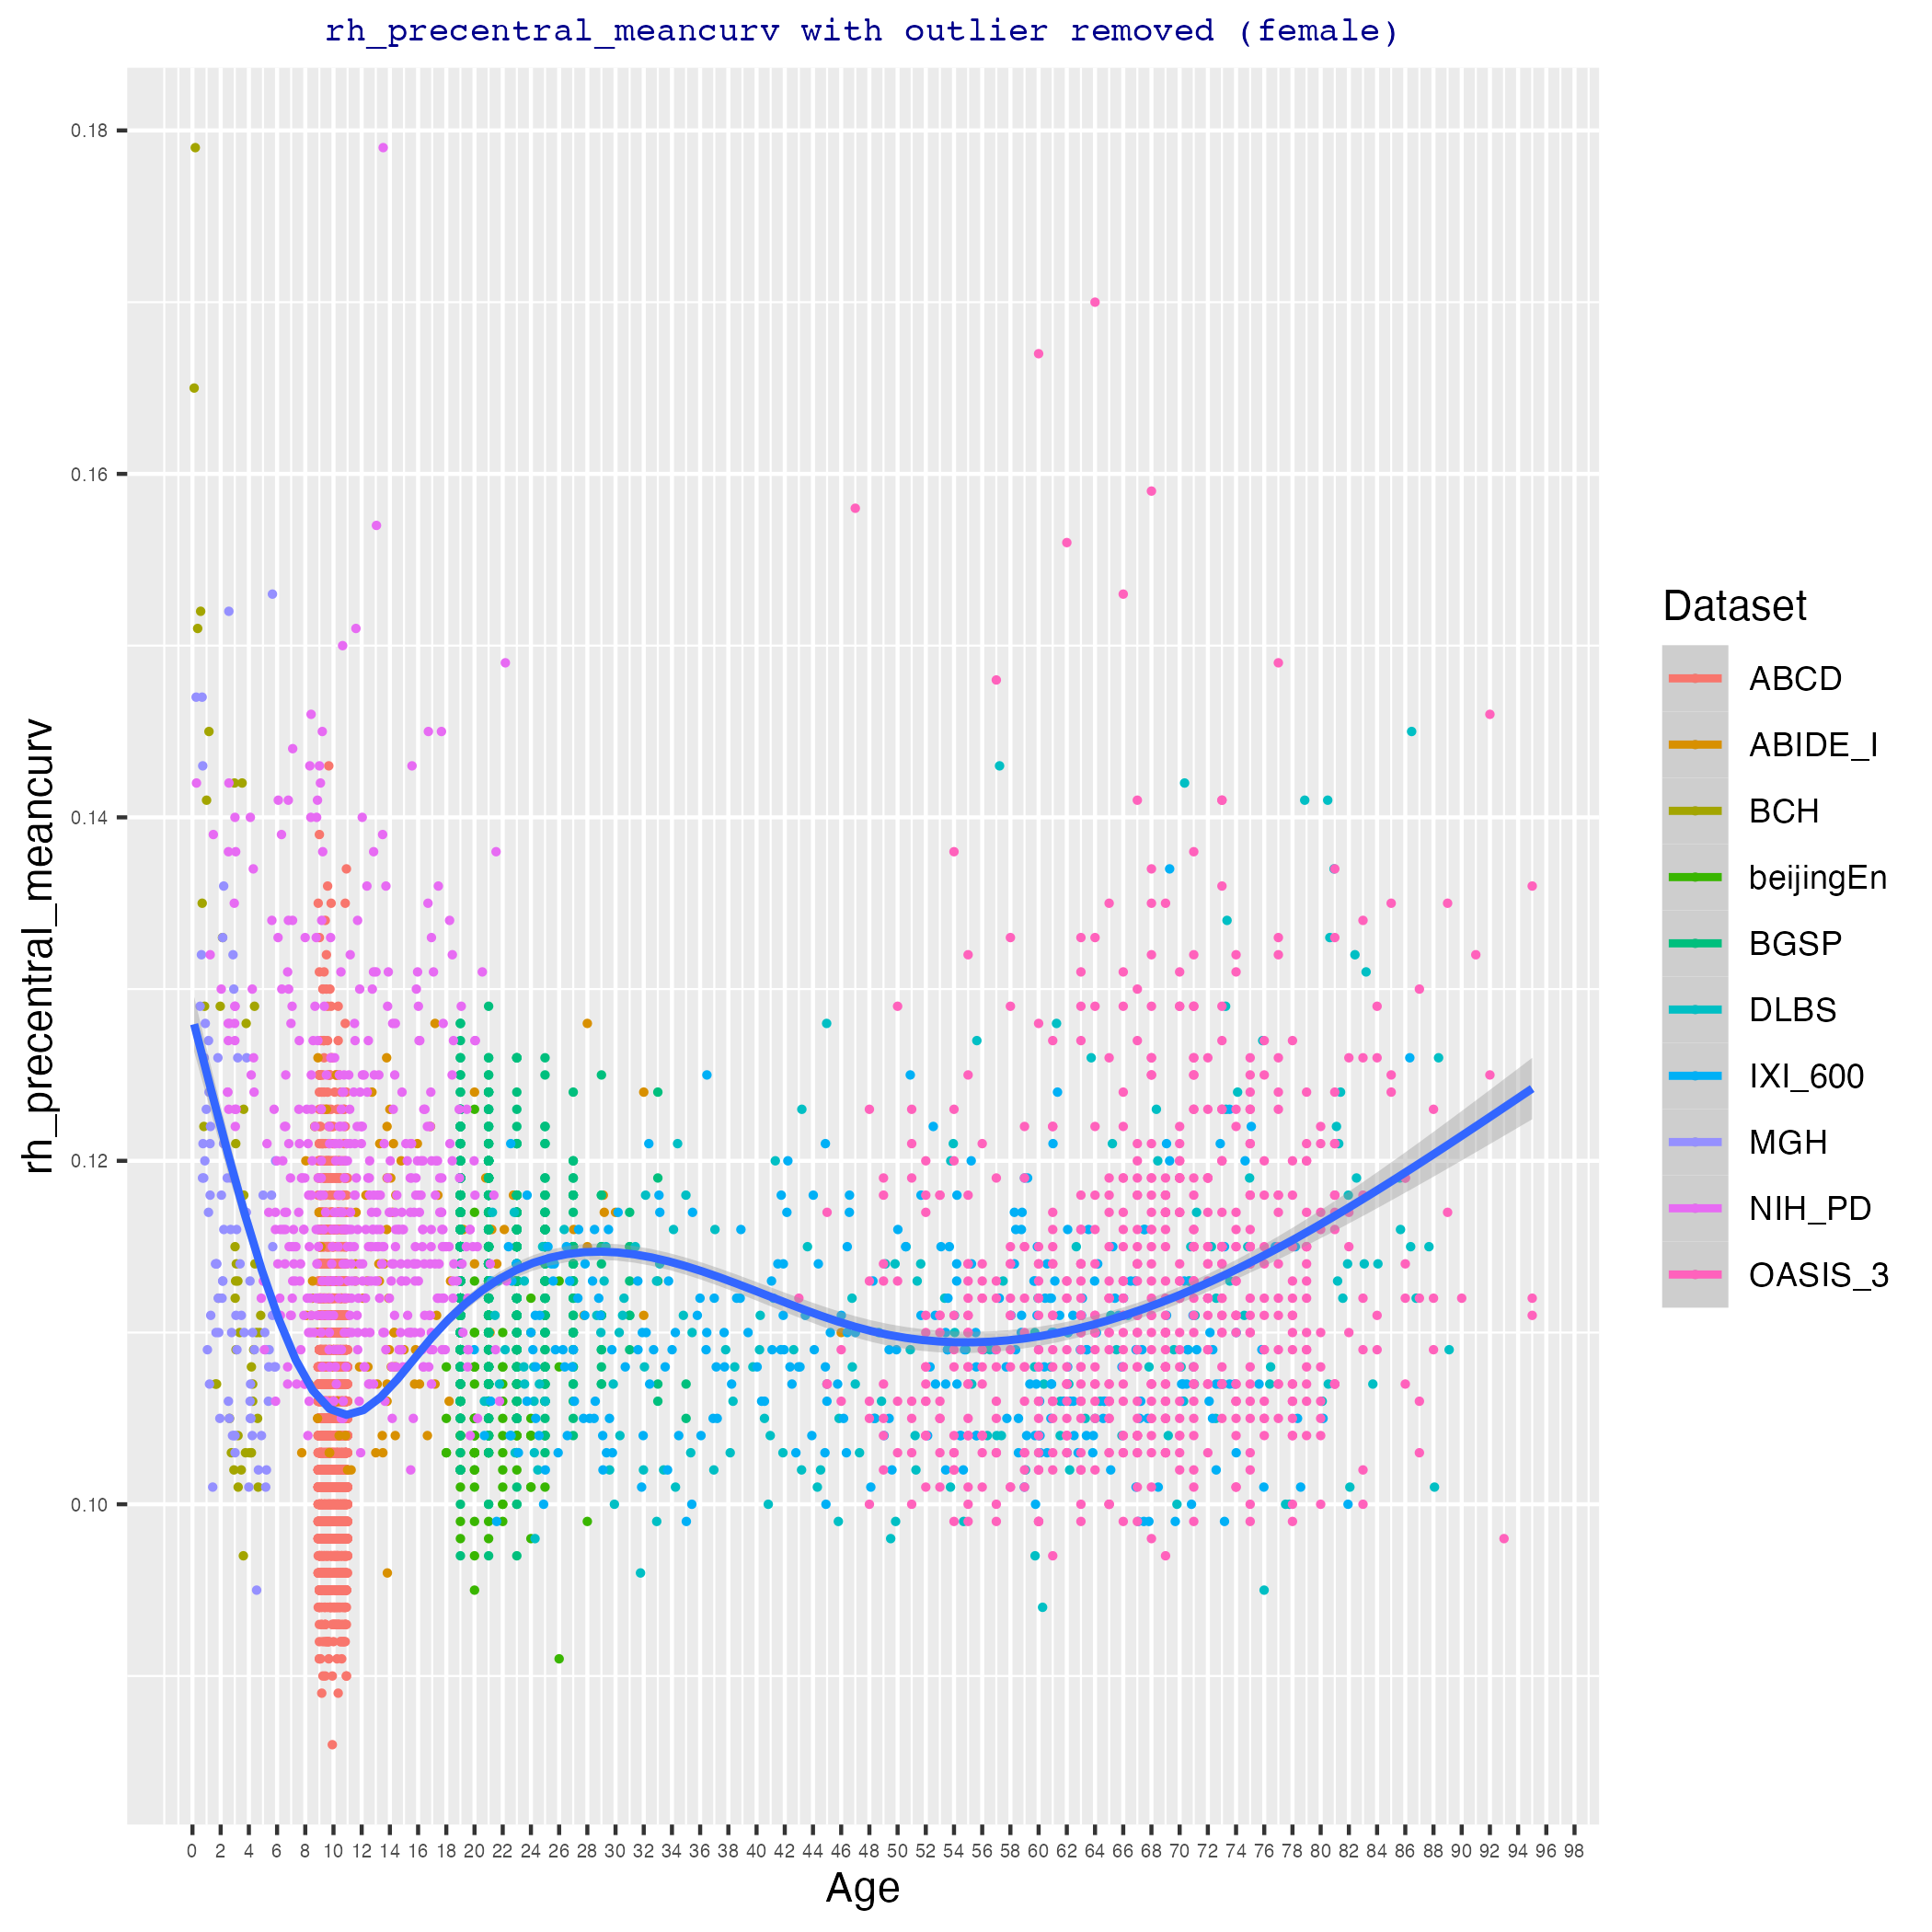 rh_precentral_meancurv with outlier removed (female)
rh_precentral_meancurv
0.18
0.16
0.14
0.12
0.10
0 2 4 6 8 10 12 14 16 18 20 22 24 26 28 30 32 34 36 38 40 42 44 46 48 50 52 54 56 58 60 62 64 66 68 70 72 74 76 78 80 82 84 86 88 90 92 94 96 98
Age
Dataset
ABCD
ABIDE_I
BCH
beijingEn
BGSP
DLBS
IXI_600
MGH
NIH_PD
OASIS_3